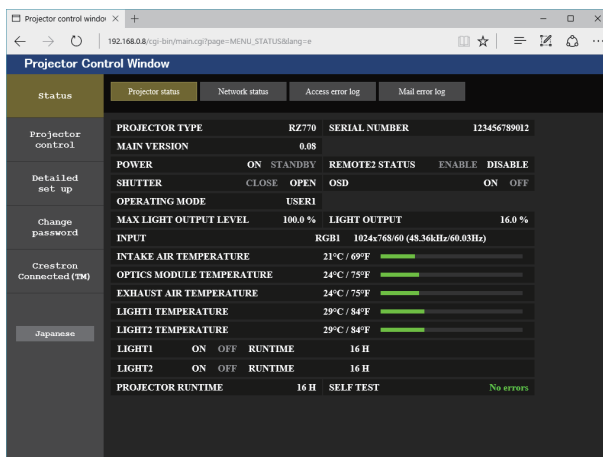 Projector control windov
192.168.0.8/cgi-bin/main.cgi?page=MENU_STATUS&lang=e
Projector Control Window
Status
Projector status
Network status
Access error log
Mail error log
Projector control
Detailed set up
Change password
Crestron Connected(TM)
Japanese
PROJECTOR TYPE RZ770 SERIAL NUMBER 123456789012
MAIN VERSION 0.08
POWER ON STANDBY REMOTE2 STATUS ENABLE DISABLE
SHUTTER CLOSE OPEN OSD ON OFF
OPERATING MODE USER1
MAX LIGHT OUTPUT LEVEL 100.0 % LIGHT OUTPUT 16.0 %
INPUT RGB1 1024x768/60 (48.36kHz/60.03Hz)
INTAKE AIR TEMPERATURE 21°C / 69°F
OPTICS MODULE TEMPERATURE 24°C / 75°F
EXHAUST AIR TEMPERATURE 24°C / 75°F
LIGHT1 TEMPERATURE 29°C / 84°F
LIGHT2 TEMPERATURE 29°C / 84°F
LIGHT1 ON OFF RUNTIME 16 H
LIGHT2 ON OFF RUNTIME 16 H
PROJECTOR RUNTIME 16 H SELF TEST No errors